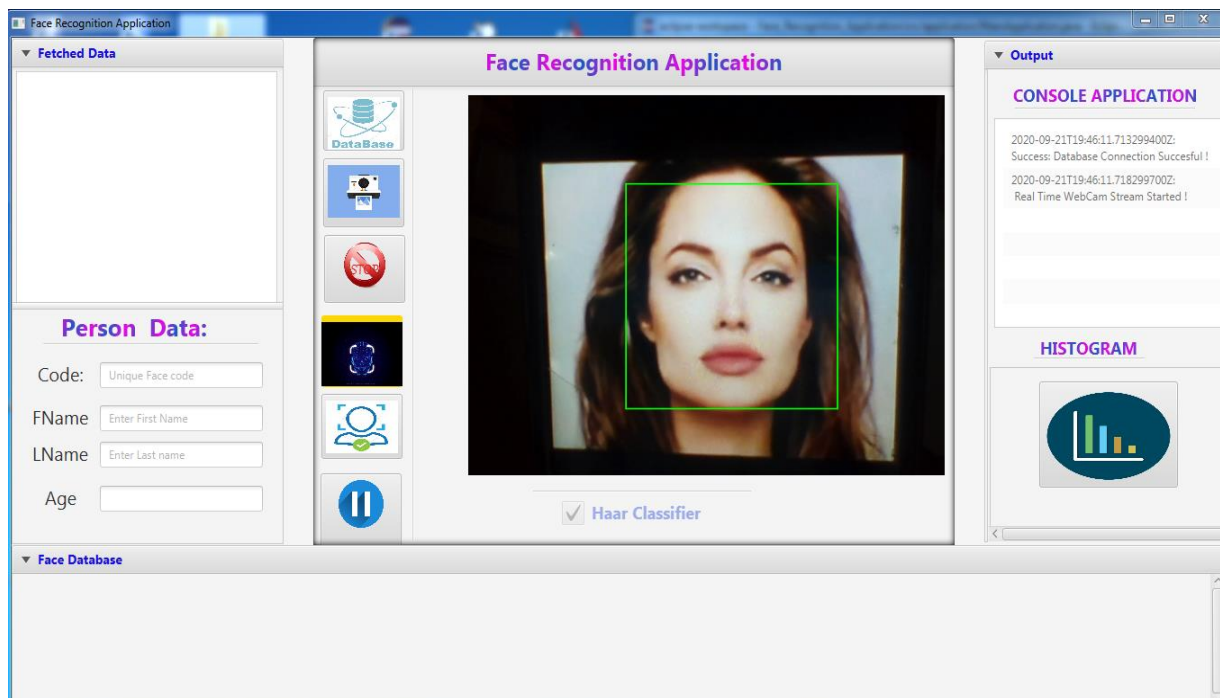 Face Recognition Application
Fetched Data
Person Data:
Code:
Unique Face code
FName
Enter First Name
LName
Enter Last name
Age
Face Recognition Application
DataBase
STOP
Haar Classifier
Output
CONSOLE APPLICATION
2020-09-21T19:46:11.713299400Z:
Success: Database Connection Succesful !
2020-09-21T19:46:11.718299700Z:
Real Time WebCam Stream Started !
HISTOGRAM
Face Database